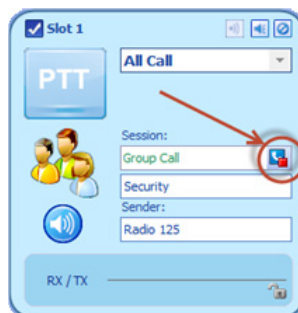 Slot 1
PTT
All Call
Session:
Group Call
Security
Sender:
Radio 125
RX / TX